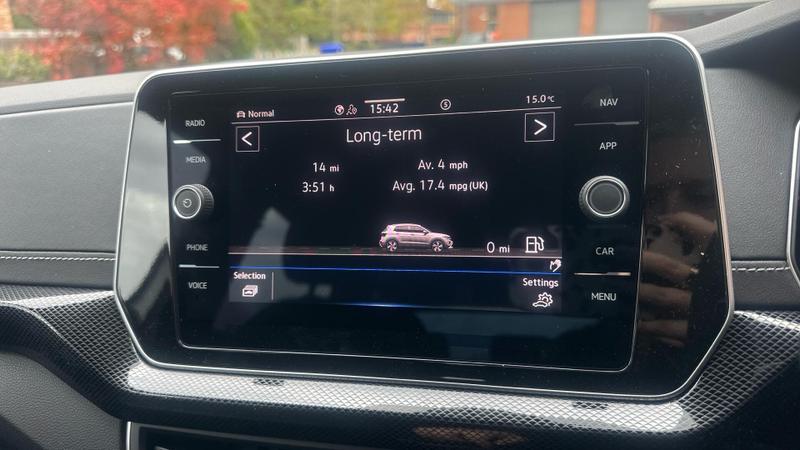 RADIO
MEDIA
PHONE
VOICE
Normal
15:42
5
15.0°C
Long-term
14 mi
Av. 4 mph
3:51 h
Avg. 17.4 mpg (UK)
0 mi
Selection
Settings
NAV
APP
CAR
MENU